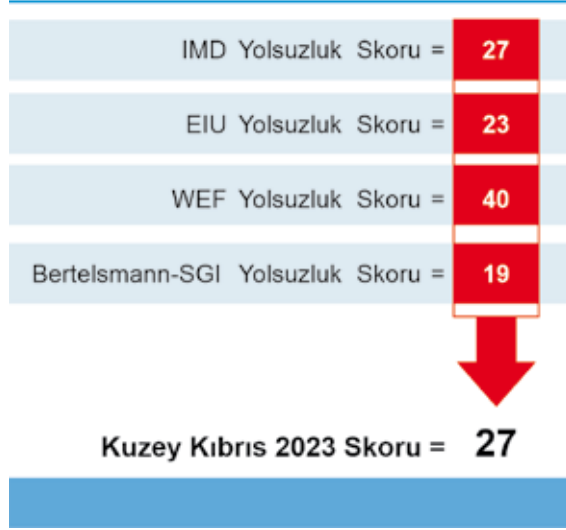 IMD Yolsuzluk Skoru = 27
EIU Yolsuzluk Skoru = 23
WEF Yolsuzluk Skoru = 40
Bertelsmann-SGI Yolsuzluk Skoru = 19
Kuzey Kıbrıs 2023 Skoru = 27